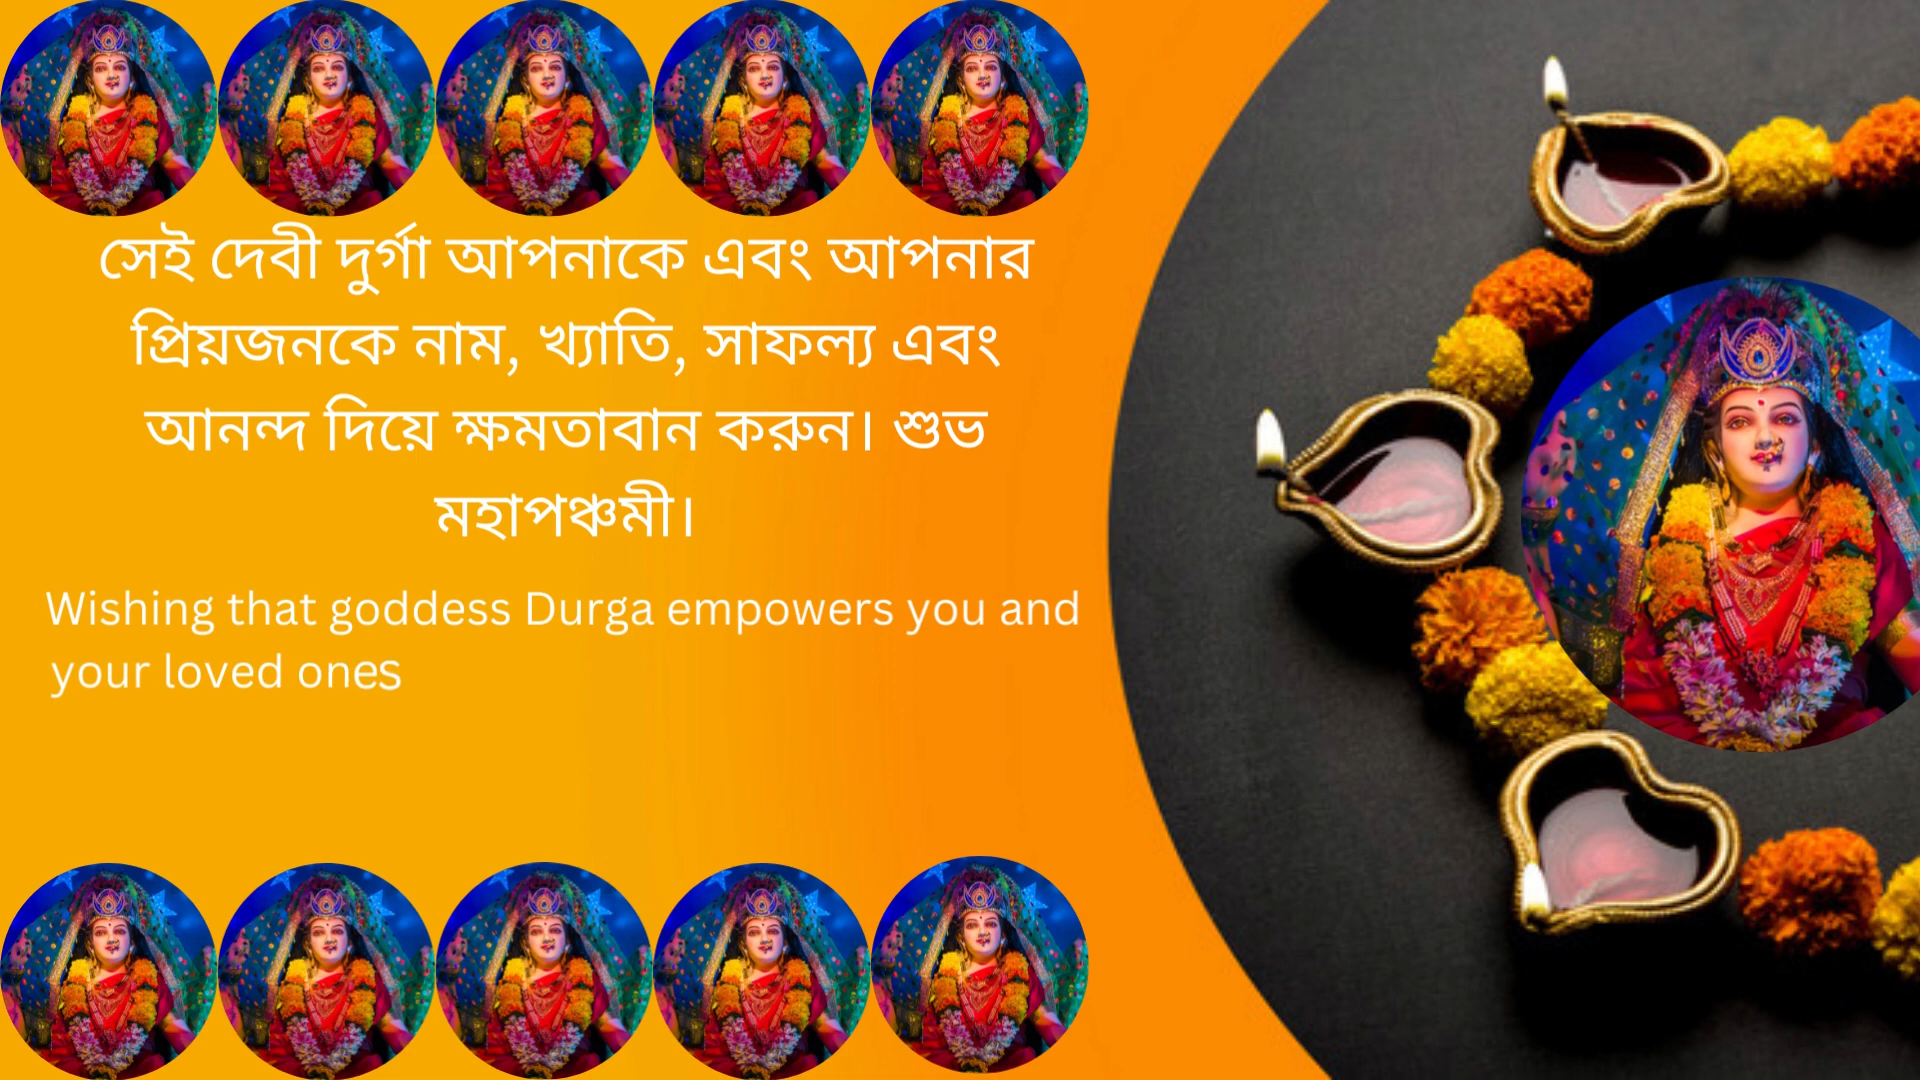 সেই দেবী দুর্গা আপনাকে এবং আপনার
প্রিয়জনকে নাম, খ্যাতি, সাফল্য এবং
আনন্দ দিয়ে ক্ষমতাবান করুন। শুভ
মহাপঞ্চমী।
Wishing that goddess Durga empowers you and
your loved ones